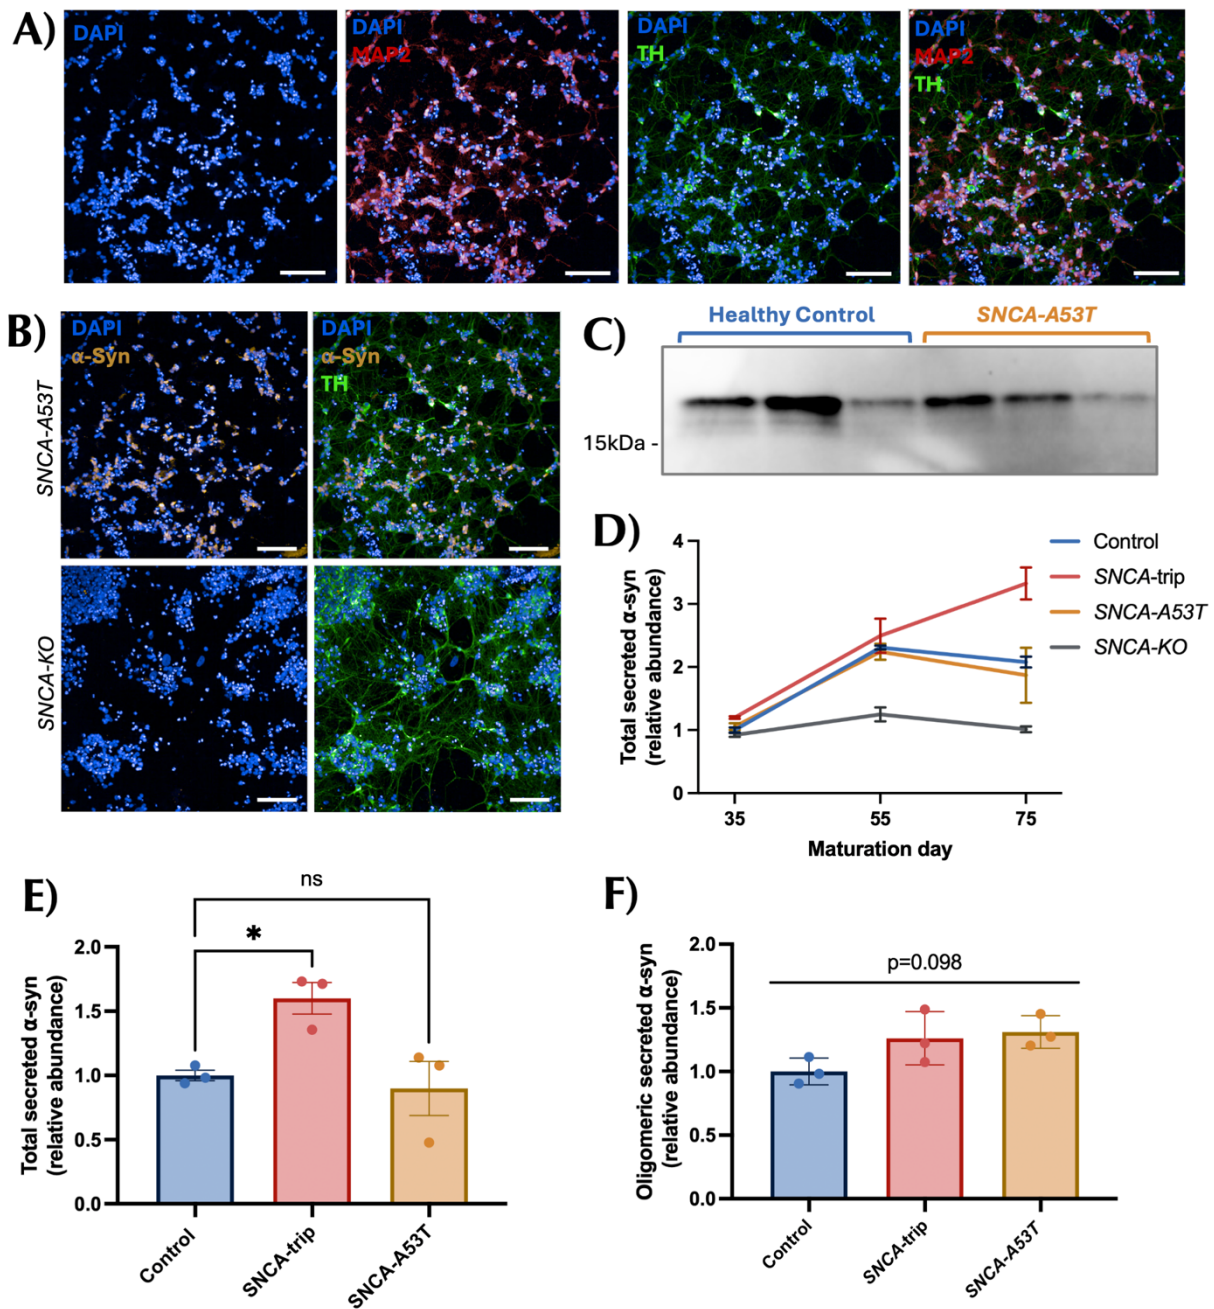 A)
DAPI
DAPI
MAP2
DAPI
TH
DAPI
MAP2
TH
B)
SNCA-A53T
DAPI
α-Syn
DAPI
α-Syn
TH
SNCA-KO
C)
Healthy Control
SNCA-A53T
15kDa -
D)
Total secreted α-syn
(relative abundance)
4
3
2
1
0
35
55
75
Maturation day
Control
SNCA-trip
SNCA-A53T
SNCA-KO
E)
Total secreted α-syn
(relative abundance)
2.0
1.5
1.0
0.5
0.0
ns
*
Control
SNCA-trip
SNCA-A53T
F)
Oligomeric secreted α-syn
(relative abundance)
2.0
1.5
1.0
0.5
0.0
p=0.098
Control
SNCA-trip
SNCA-A53T